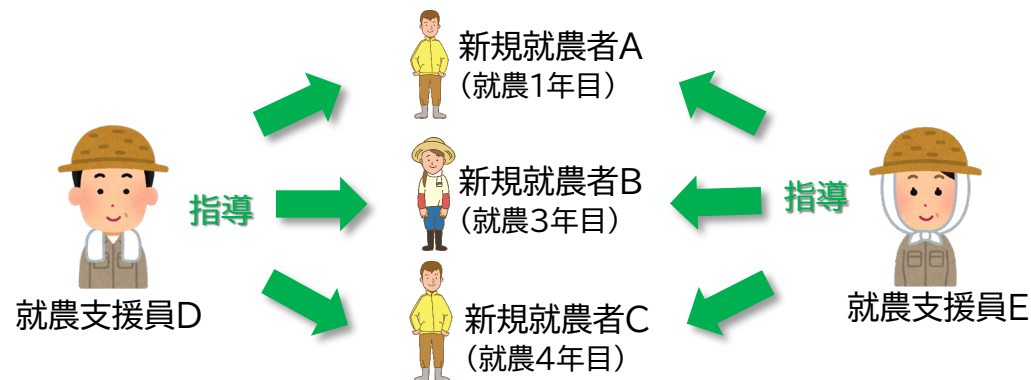 新規就農者A
(就農1年目)
新規就農者B
(就農3年目)
新規就農者C
(就農4年目)
指導
就農支援員D
指導
就農支援員E